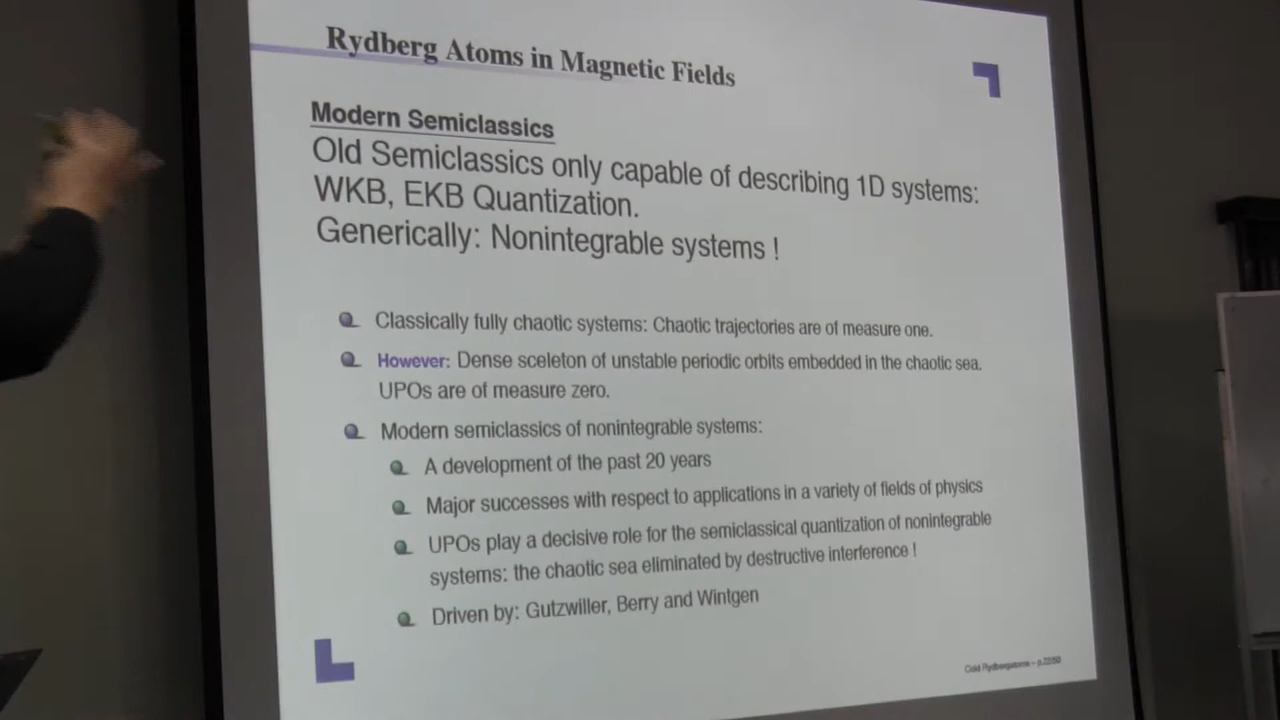 Rydberg Atoms in Magnetic Fields
Modern Semiclassics
Old Semiclassics only capable of describing 1D systems:
WKB, EKB Quantization.
Generically: Nonintegrable systems !
Classically fully chaotic systems: Chaotic trajectories are of measure one.
However: Dense sceleton of unstable periodic orbits embedded in the chaotic sea.
UPOs are of measure zero.
Modern semiclassics of nonintegrable systems:
A development of the past 20 years
Major successes with respect to applications in a variety of fields of physics
UPOs play a decisive role for the semiclassical quantization of nonintegrable
systems: the chaotic sea eliminated by destructive interference !
Driven by: Gutzwiller, Berry and Wintgen
Cold Rydbergatoms – p.22/50